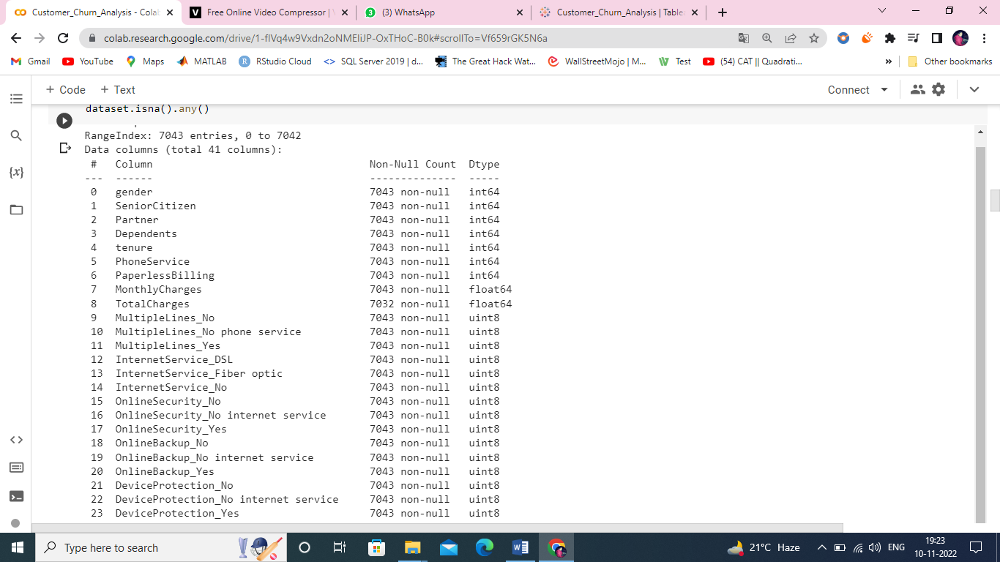 Customer_Churn_Analysis - Colab
Free Online Video Compressor |
(3) WhatsApp
Customer_Churn_Analysis | Table
colab.research.google.com/drive/1-flVq4w9Vxdn2oNMEliJP-OxTHoC-B0k#scrollTo=Vf659rGK5N6a
Gmail
YouTube
Maps
MATLAB
RStudio Cloud
SQL Server 2019 | d...
The Great Hack Wat...
WallStreetMojo | M...
Test
(54) CAT || Quadrati...
»
Other bookmarks
+ Code + Text
Connect
dataset.isna().any()
RangeIndex: 7043 entries, 0 to 7042
Data columns (total 41 columns):
# Column Non-Null Count Dtype
--- ------ -------------- -----
0 gender 7043 non-null int64
1 SeniorCitizen 7043 non-null int64
2 Partner 7043 non-null int64
3 Dependents 7043 non-null int64
4 tenure 7043 non-null int64
5 PhoneService 7043 non-null int64
6 PaperlessBilling 7043 non-null int64
7 MonthlyCharges 7043 non-null float64
8 TotalCharges 7032 non-null float64
9 MultipleLines_No 7043 non-null uint8
10 MultipleLines_No phone service 7043 non-null uint8
11 MultipleLines_Yes 7043 non-null uint8
12 InternetService_DSL 7043 non-null uint8
13 InternetService_Fiber optic 7043 non-null uint8
14 InternetService_No 7043 non-null uint8
15 OnlineSecurity_No 7043 non-null uint8
16 OnlineSecurity_No internet service 7043 non-null uint8
17 OnlineSecurity_Yes 7043 non-null uint8
18 OnlineBackup_No 7043 non-null uint8
19 OnlineBackup_No internet service 7043 non-null uint8
20 OnlineBackup_Yes 7043 non-null uint8
21 DeviceProtection_No 7043 non-null uint8
22 DeviceProtection_No internet service 7043 non-null uint8
23 DeviceProtection_Yes 7043 non-null uint8
Type here to search
21°C Haze
ENG
19:23
10-11-2022